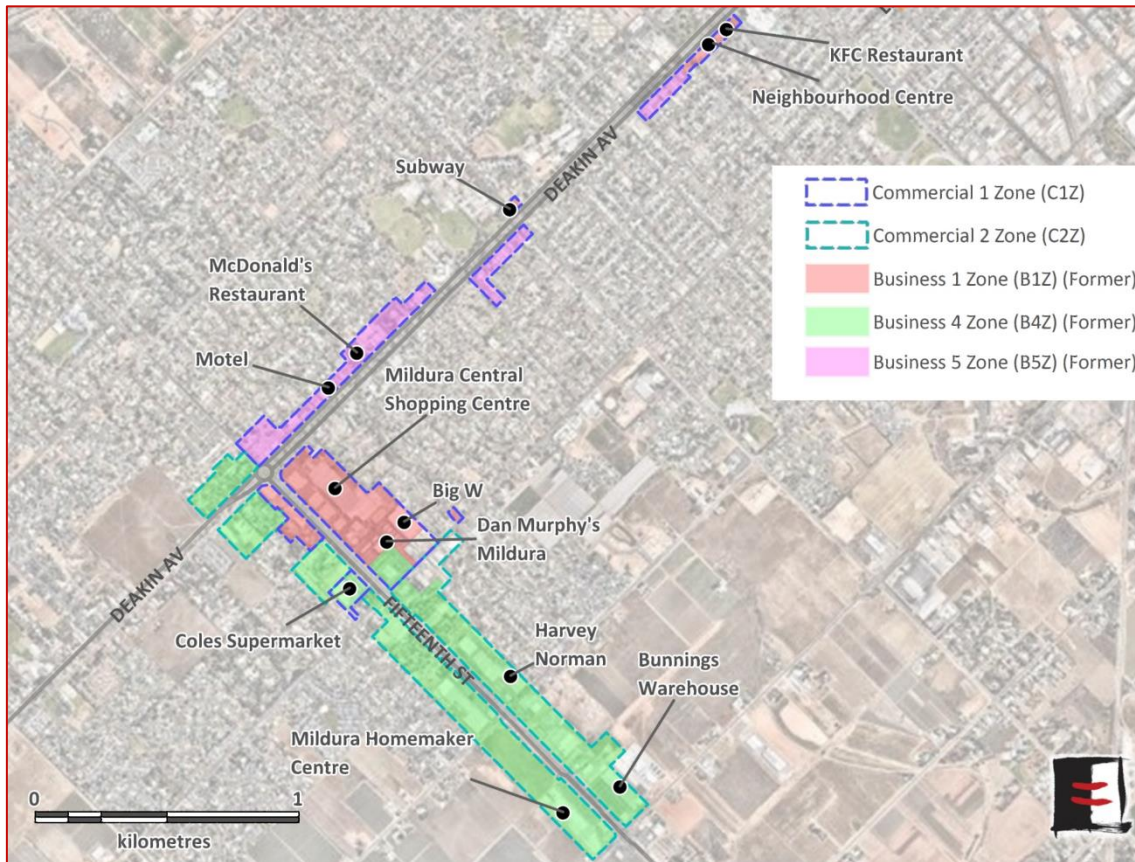 KFC Restaurant
Neighbourhood Centre
DEAKIN AV
Subway
Commercial 1 Zone (C1Z)
Commercial 2 Zone (C2Z)
Business 1 Zone (B1Z) (Former)
Business 4 Zone (B4Z) (Former)
Business 5 Zone (B5Z) (Former)
McDonald's
Restaurant
Motel
Mildura Central
Shopping Centre
Big W
Dan Murphy's
Mildura
DEAKIN AV
Coles Supermarket
FIFTEENTH ST
Harvey
Norman
Bunnings
Warehouse
Mildura Homemaker
Centre
0 1
kilometres